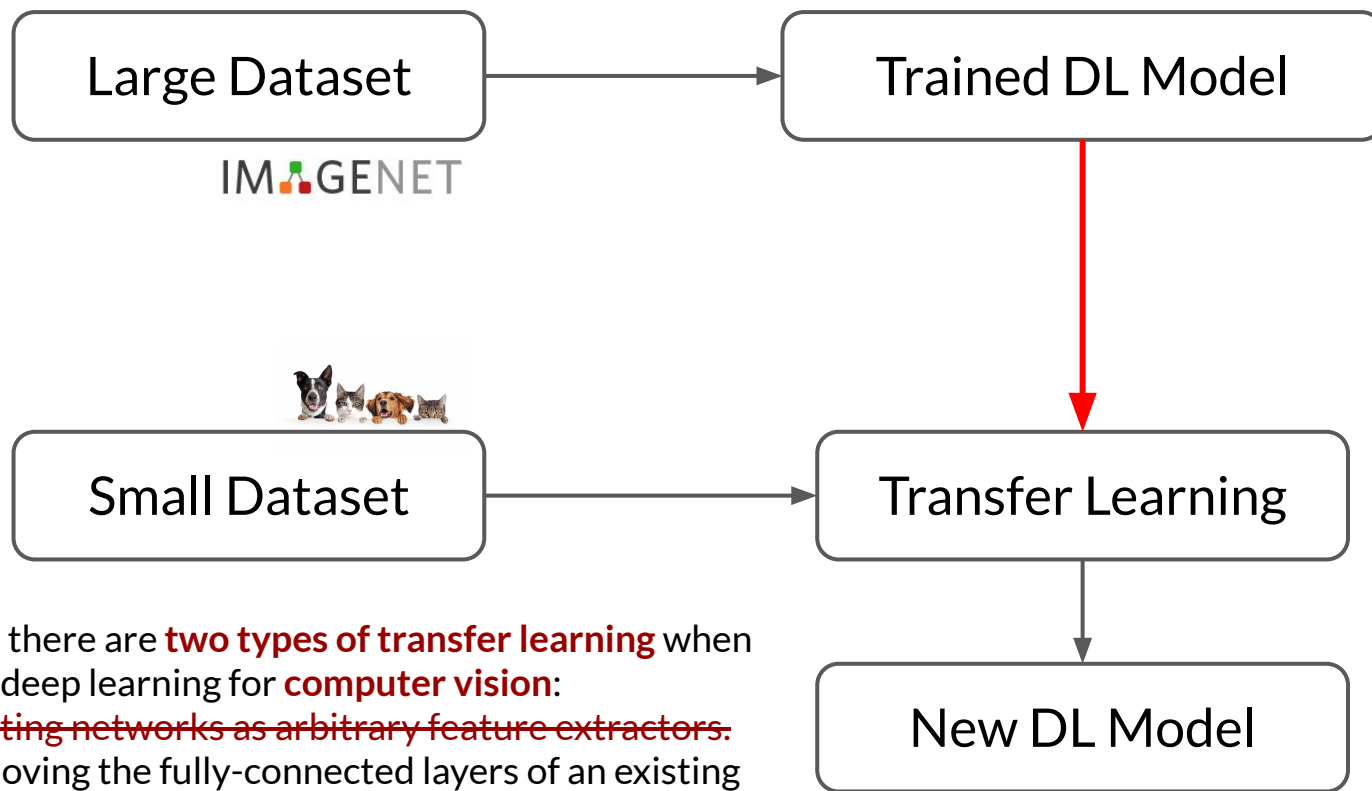 Large Dataset
Trained DL Model
IMAGENET
Small Dataset
Transfer Learning
there are two types of transfer learning when
deep learning for computer vision:
ting networks as arbitrary feature extractors.
oving the fully-connected layers of an existing
New DL Model